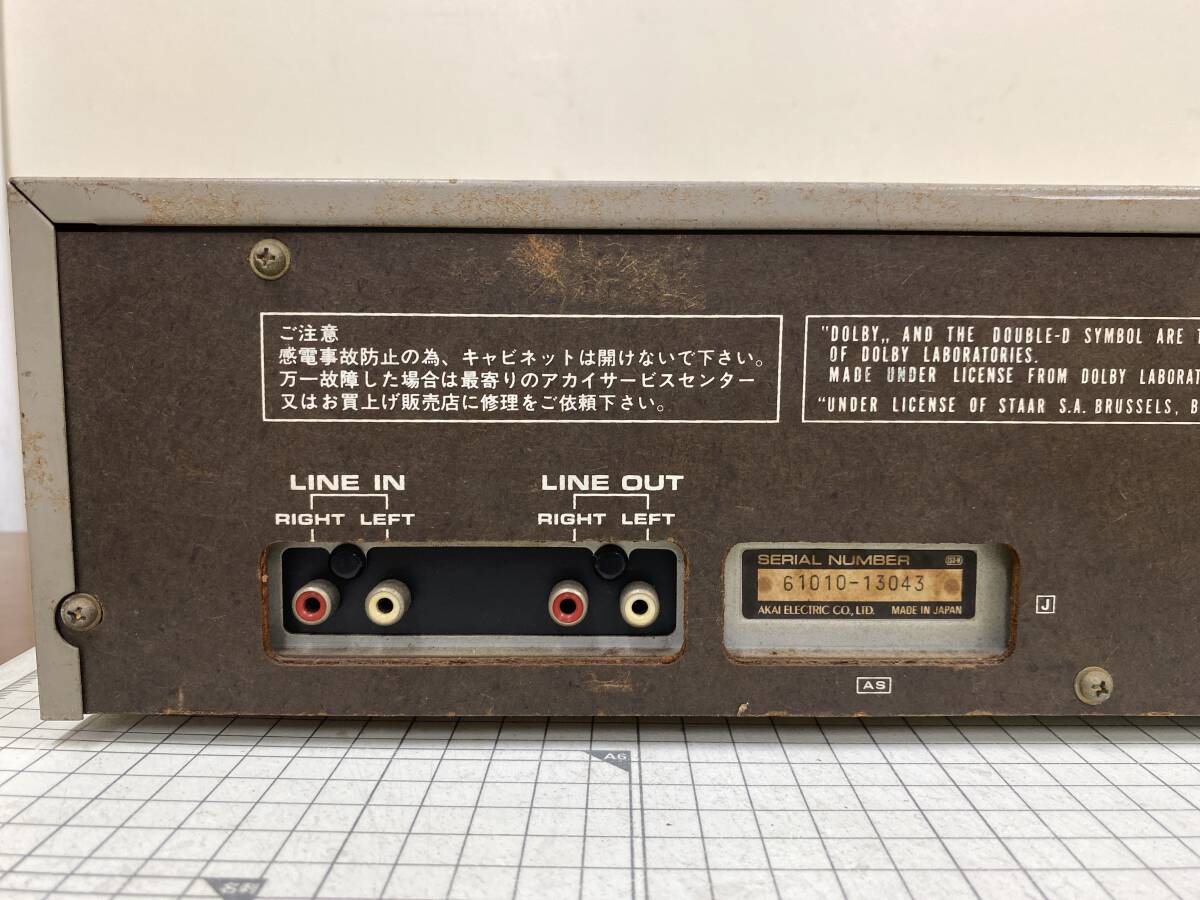 ご注意
感電事故防止の為、キャビネットは開けないで下さい。
万一故障した場合は最寄りのアカイサービスセンター
又はお買上げ販売店に修理をご依頼下さい。
"DOLBY„ AND THE DOUBLE-D SYMBOL ARE
OF DOLBY LABORATORIES.
MADE UNDER LICENSE FROM DOLBY
"UNDER LICENSE OF STAAR S.A. BRUSSELS,
LINE IN
RIGHT LEFT
LINE OUT
RIGHT LEFT
SERIAL NUMBER
61010-13043
AKAI ELECTRIC CO., LTD. MADE IN JAPAN
J
AS
A6